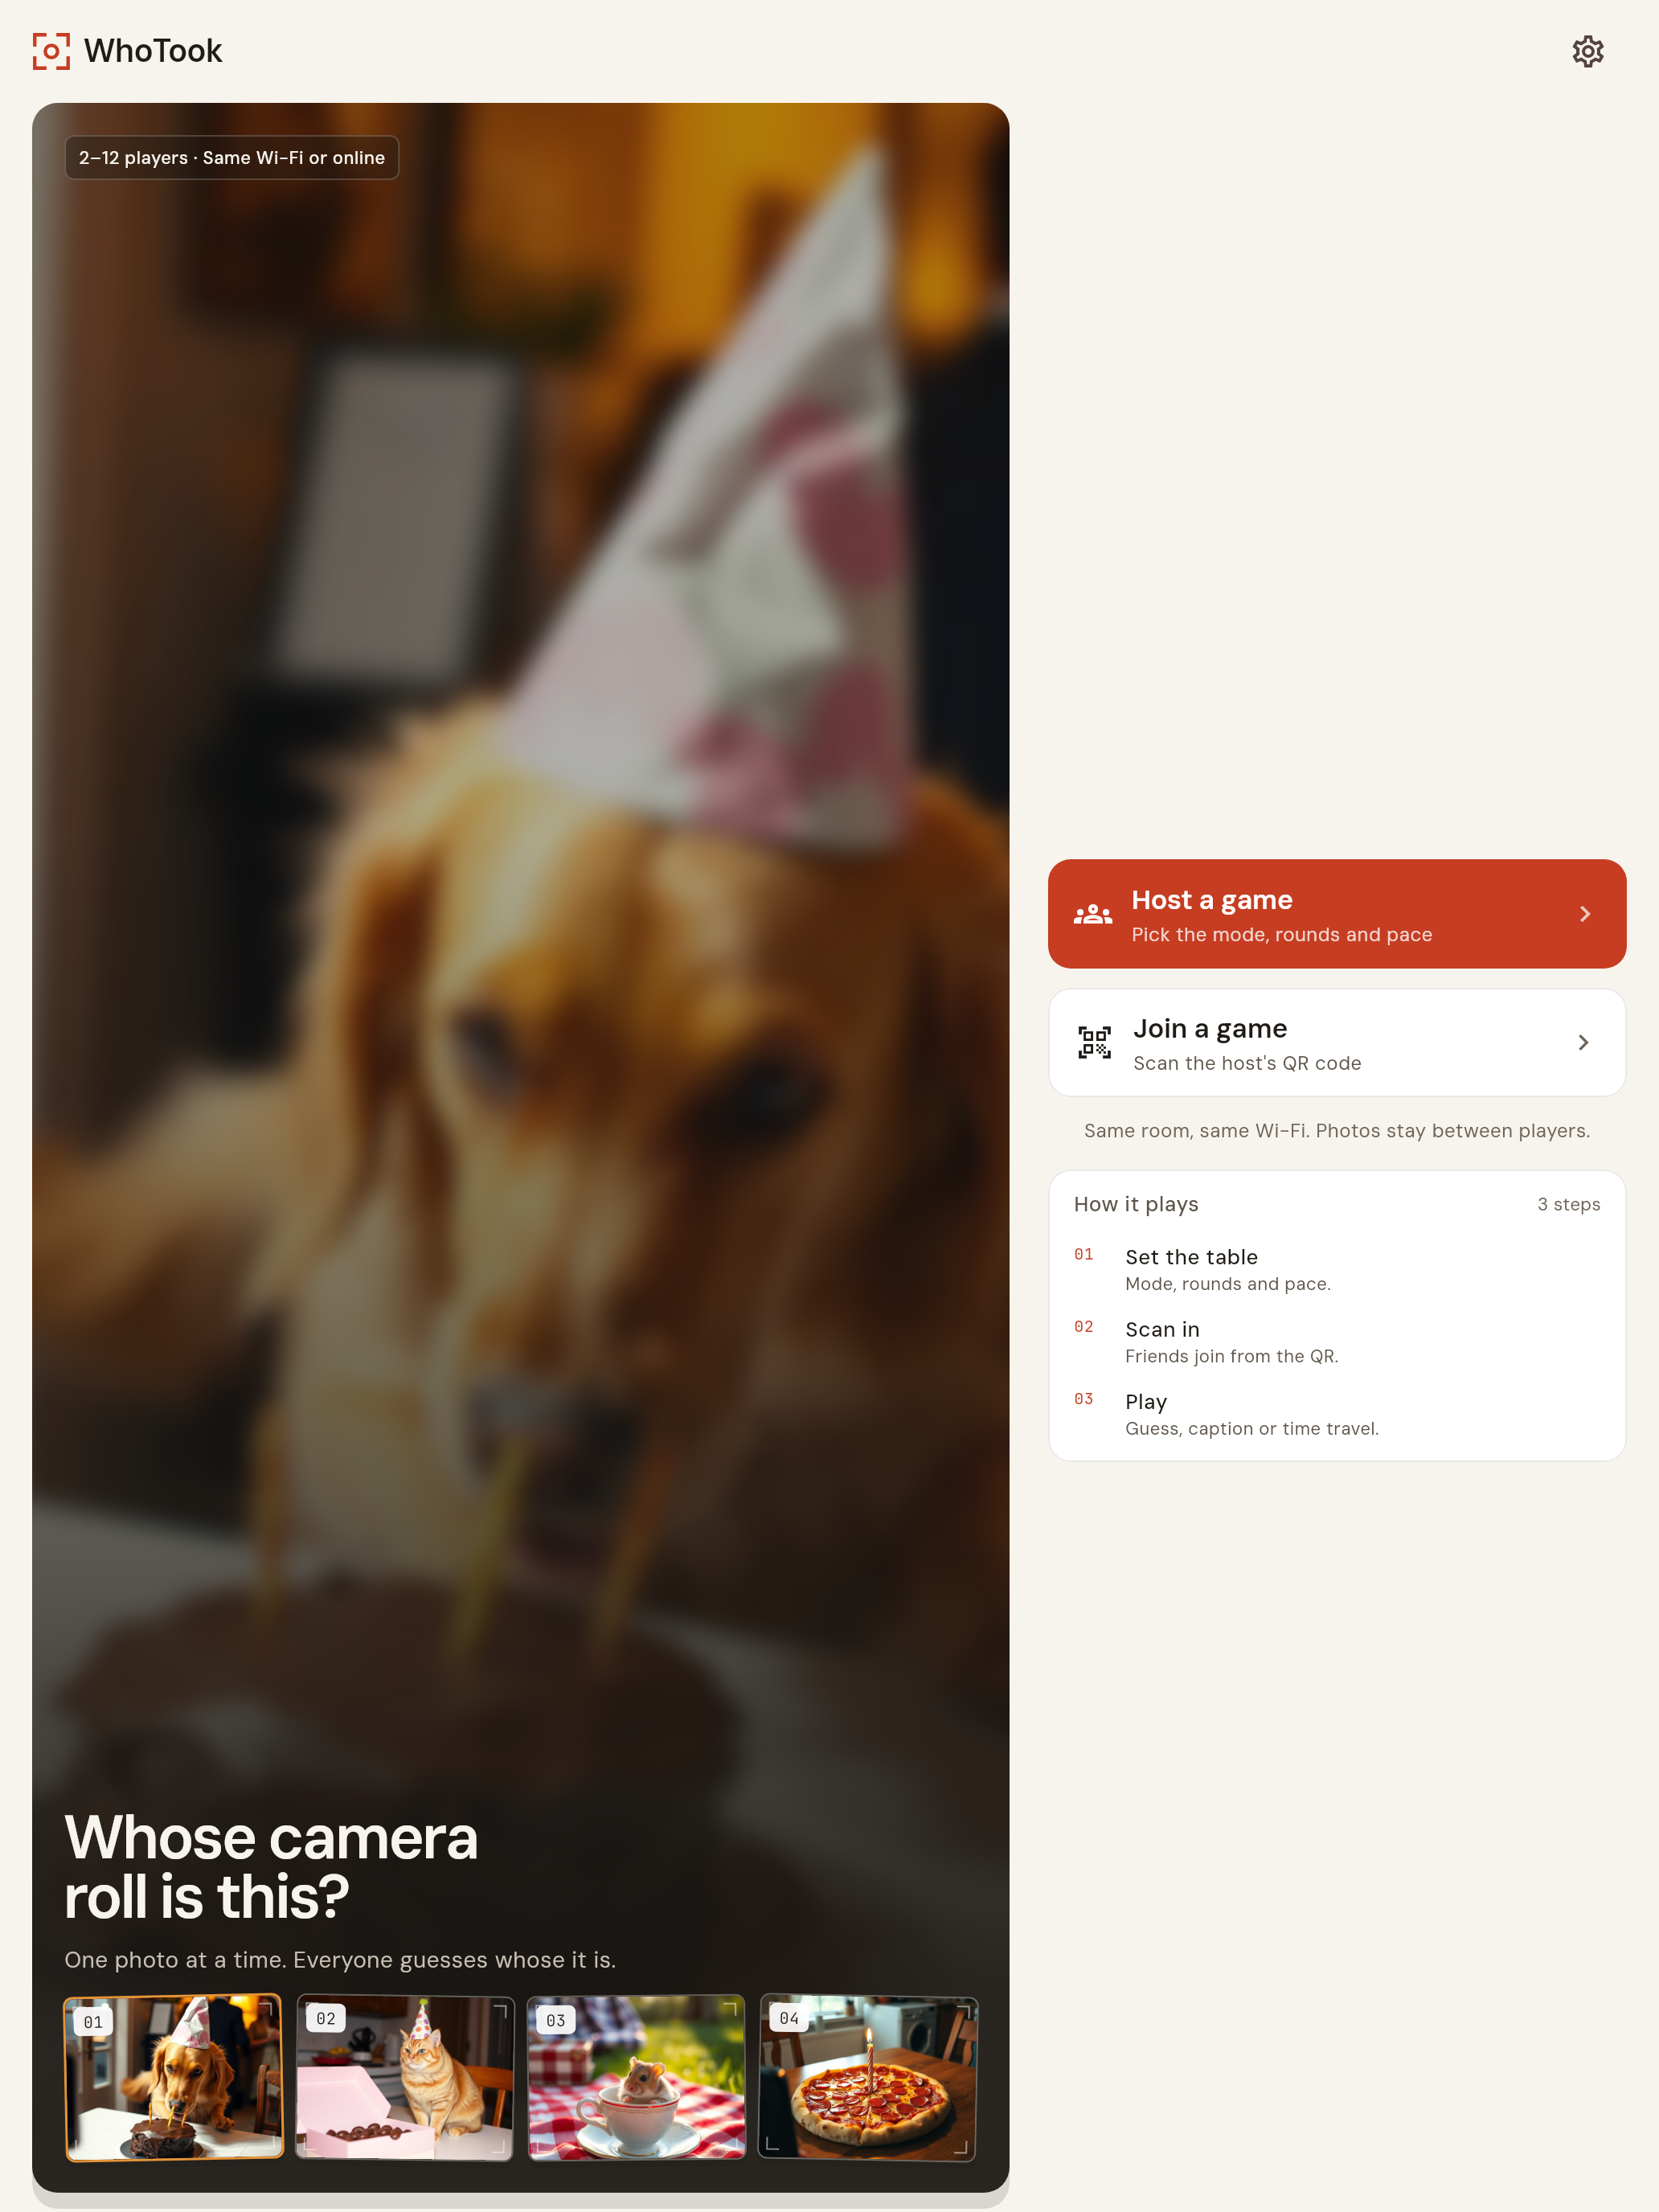 WhoTook
2–12 players · Same Wi-Fi or online
Whose camera
roll is this?
One photo at a time. Everyone guesses whose it is.
01
02
03
04
Host a game
Pick the mode, rounds and pace
Join a game
Scan the host's QR code
Same room, same Wi-Fi. Photos stay between players.
How it plays
3 steps
01
Set the table
Mode, rounds and pace.
02
Scan in
Friends join from the QR.
03
Play
Guess, caption or time travel.